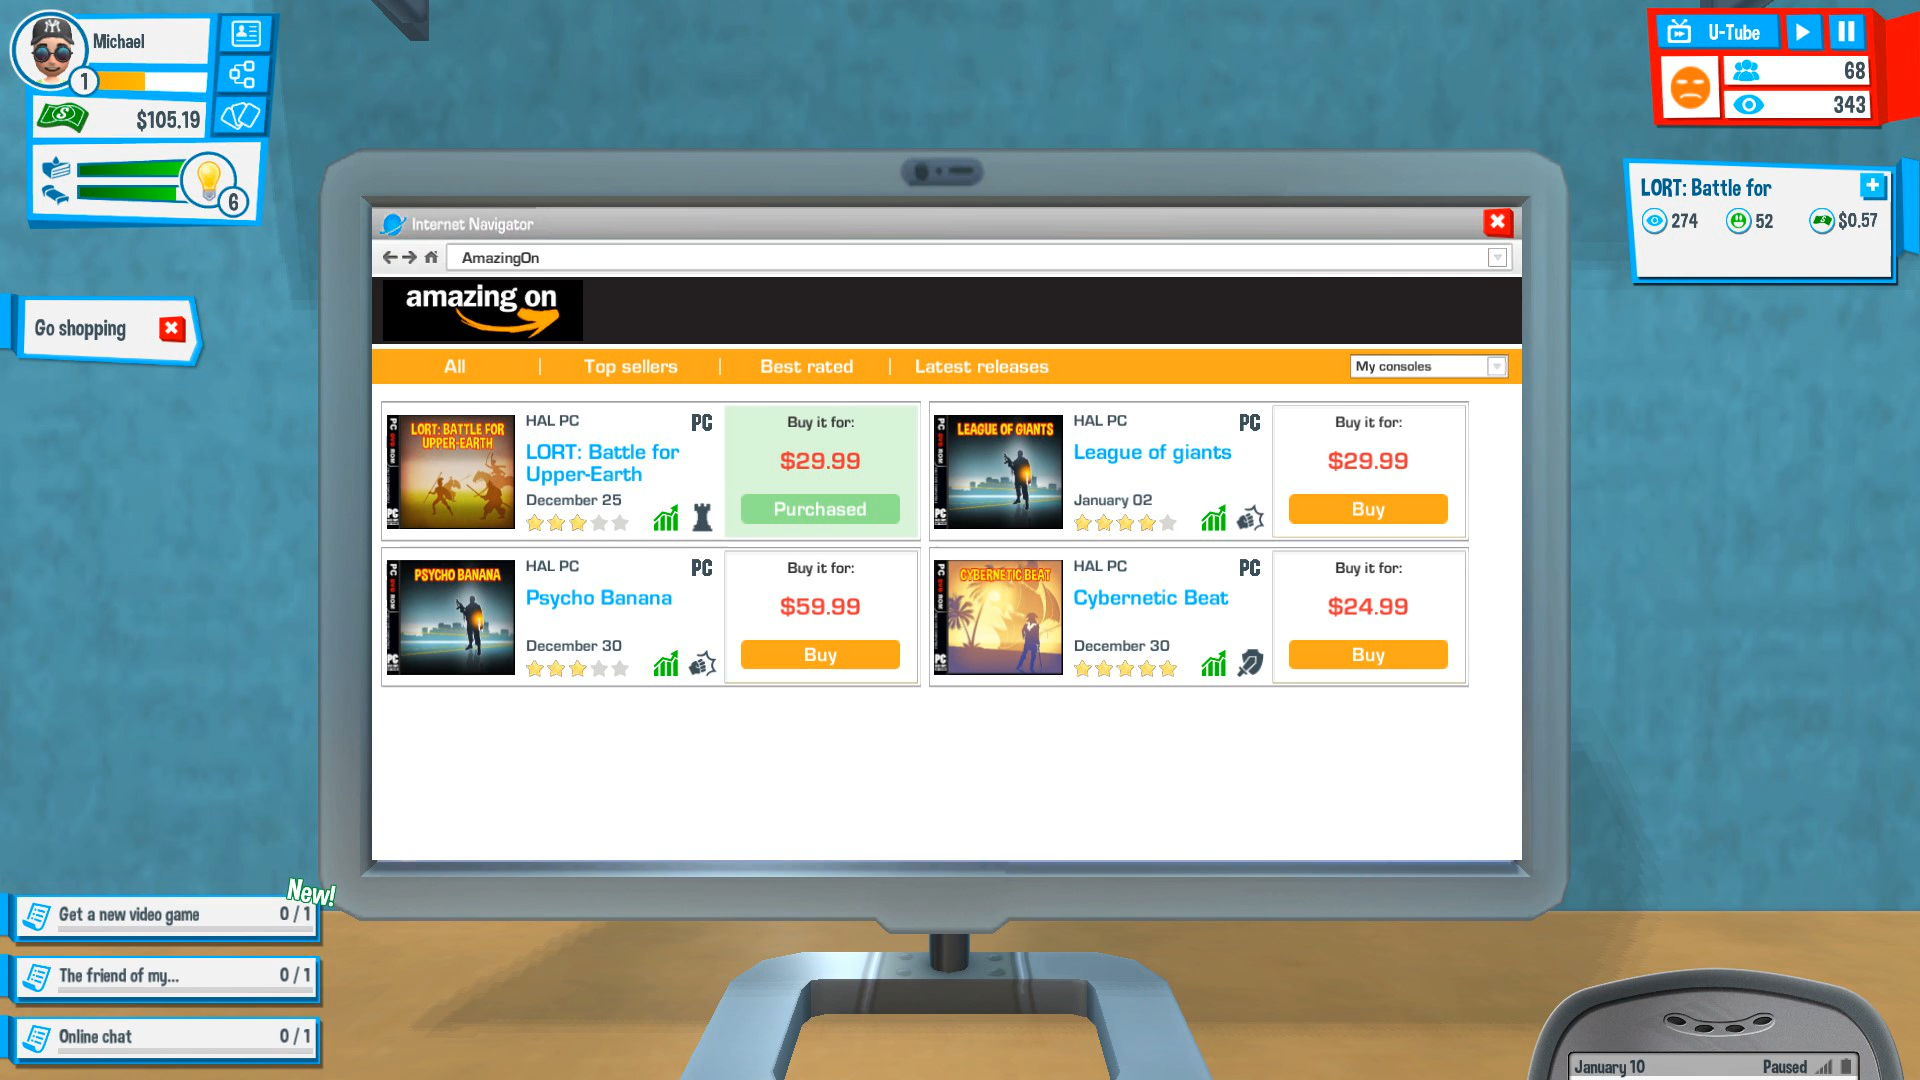 Michael
1
$105.19
6
U-Tube
68
343
LORT: Battle for
274
52
$0.57
Go shopping
Internet Navigator
AmazingOn
amazing on
All
Top sellers
Best rated
Latest releases
My consoles
LORT: BATTLE FOR
UPPER-EARTH
HAL PC
PC
LORT: Battle for
Upper-Earth
December 25
Buy it for:
$29.99
Purchased
LEAGUE OF GIANTS
HAL PC
PC
League of giants
January 02
Buy it for:
$29.99
Buy
PSYCHO BANANA
HAL PC
PC
Psycho Banana
December 30
Buy it for:
$59.99
Buy
CYBERNETIC BEAT
HAL PC
PC
Cybernetic Beat
December 30
Buy it for:
$24.99
Buy
New!
Get a new video game 0 / 1
The friend of my... 0 / 1
Online chat 0 / 1
January 10
Paused